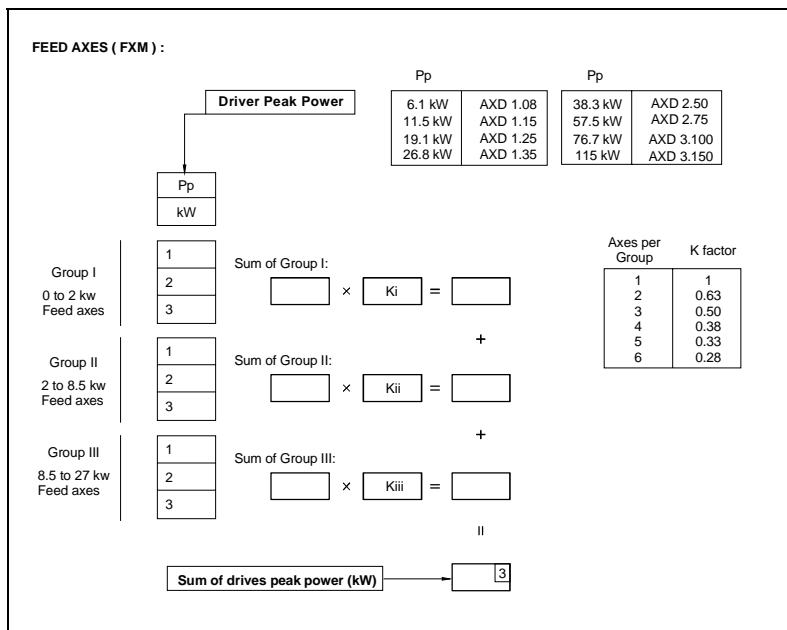 FEED AXES ( FXM ) :
Driver Peak Power
Pp Pp
6.1 kW AXD 1.08 38.3 kW AXD 2.50
11.5 kW AXD 1.15 57.5 kW AXD 2.75
19.1 kW AXD 1.25 76.7 kW AXD 3.100
26.8 kW AXD 1.35 115 kW AXD 3.150
Pp
kW
Group I
0 to 2 kw
Feed axes
1
2
3
Sum of Group I:
× Ki =
+
Group II
2 to 8.5 kw
Feed axes
1
2
3
Sum of Group II:
× Kii =
+
Group III
8.5 to 27 kw
Feed axes
1
2
3
Sum of Group III:
× Kiii =
=
Sum of drives peak power (kW) 3
Axes per
Group K factor
1 1
2 0.63
3 0.50
4 0.38
5 0.33
6 0.28